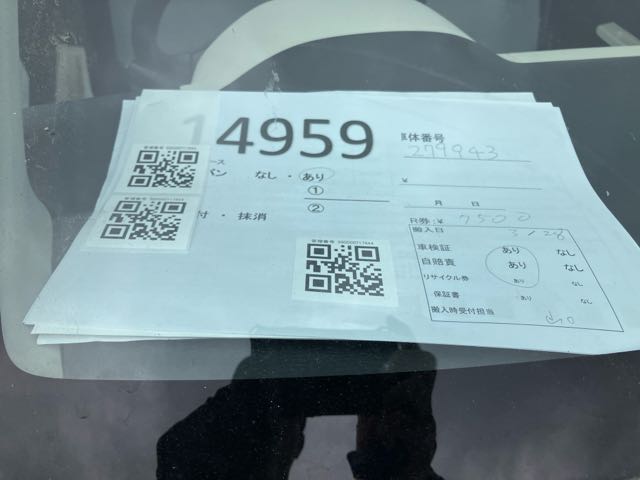 14959
体番号
279943
ース
パン なし・あり
¥
①
月 日
②
R券:¥ 7500
付・抹消
搬入日 3/28
車検証 あり なし
自賠責 あり なし
リサイクル券 あり なし
保証書 あり なし
搬入時受付担当